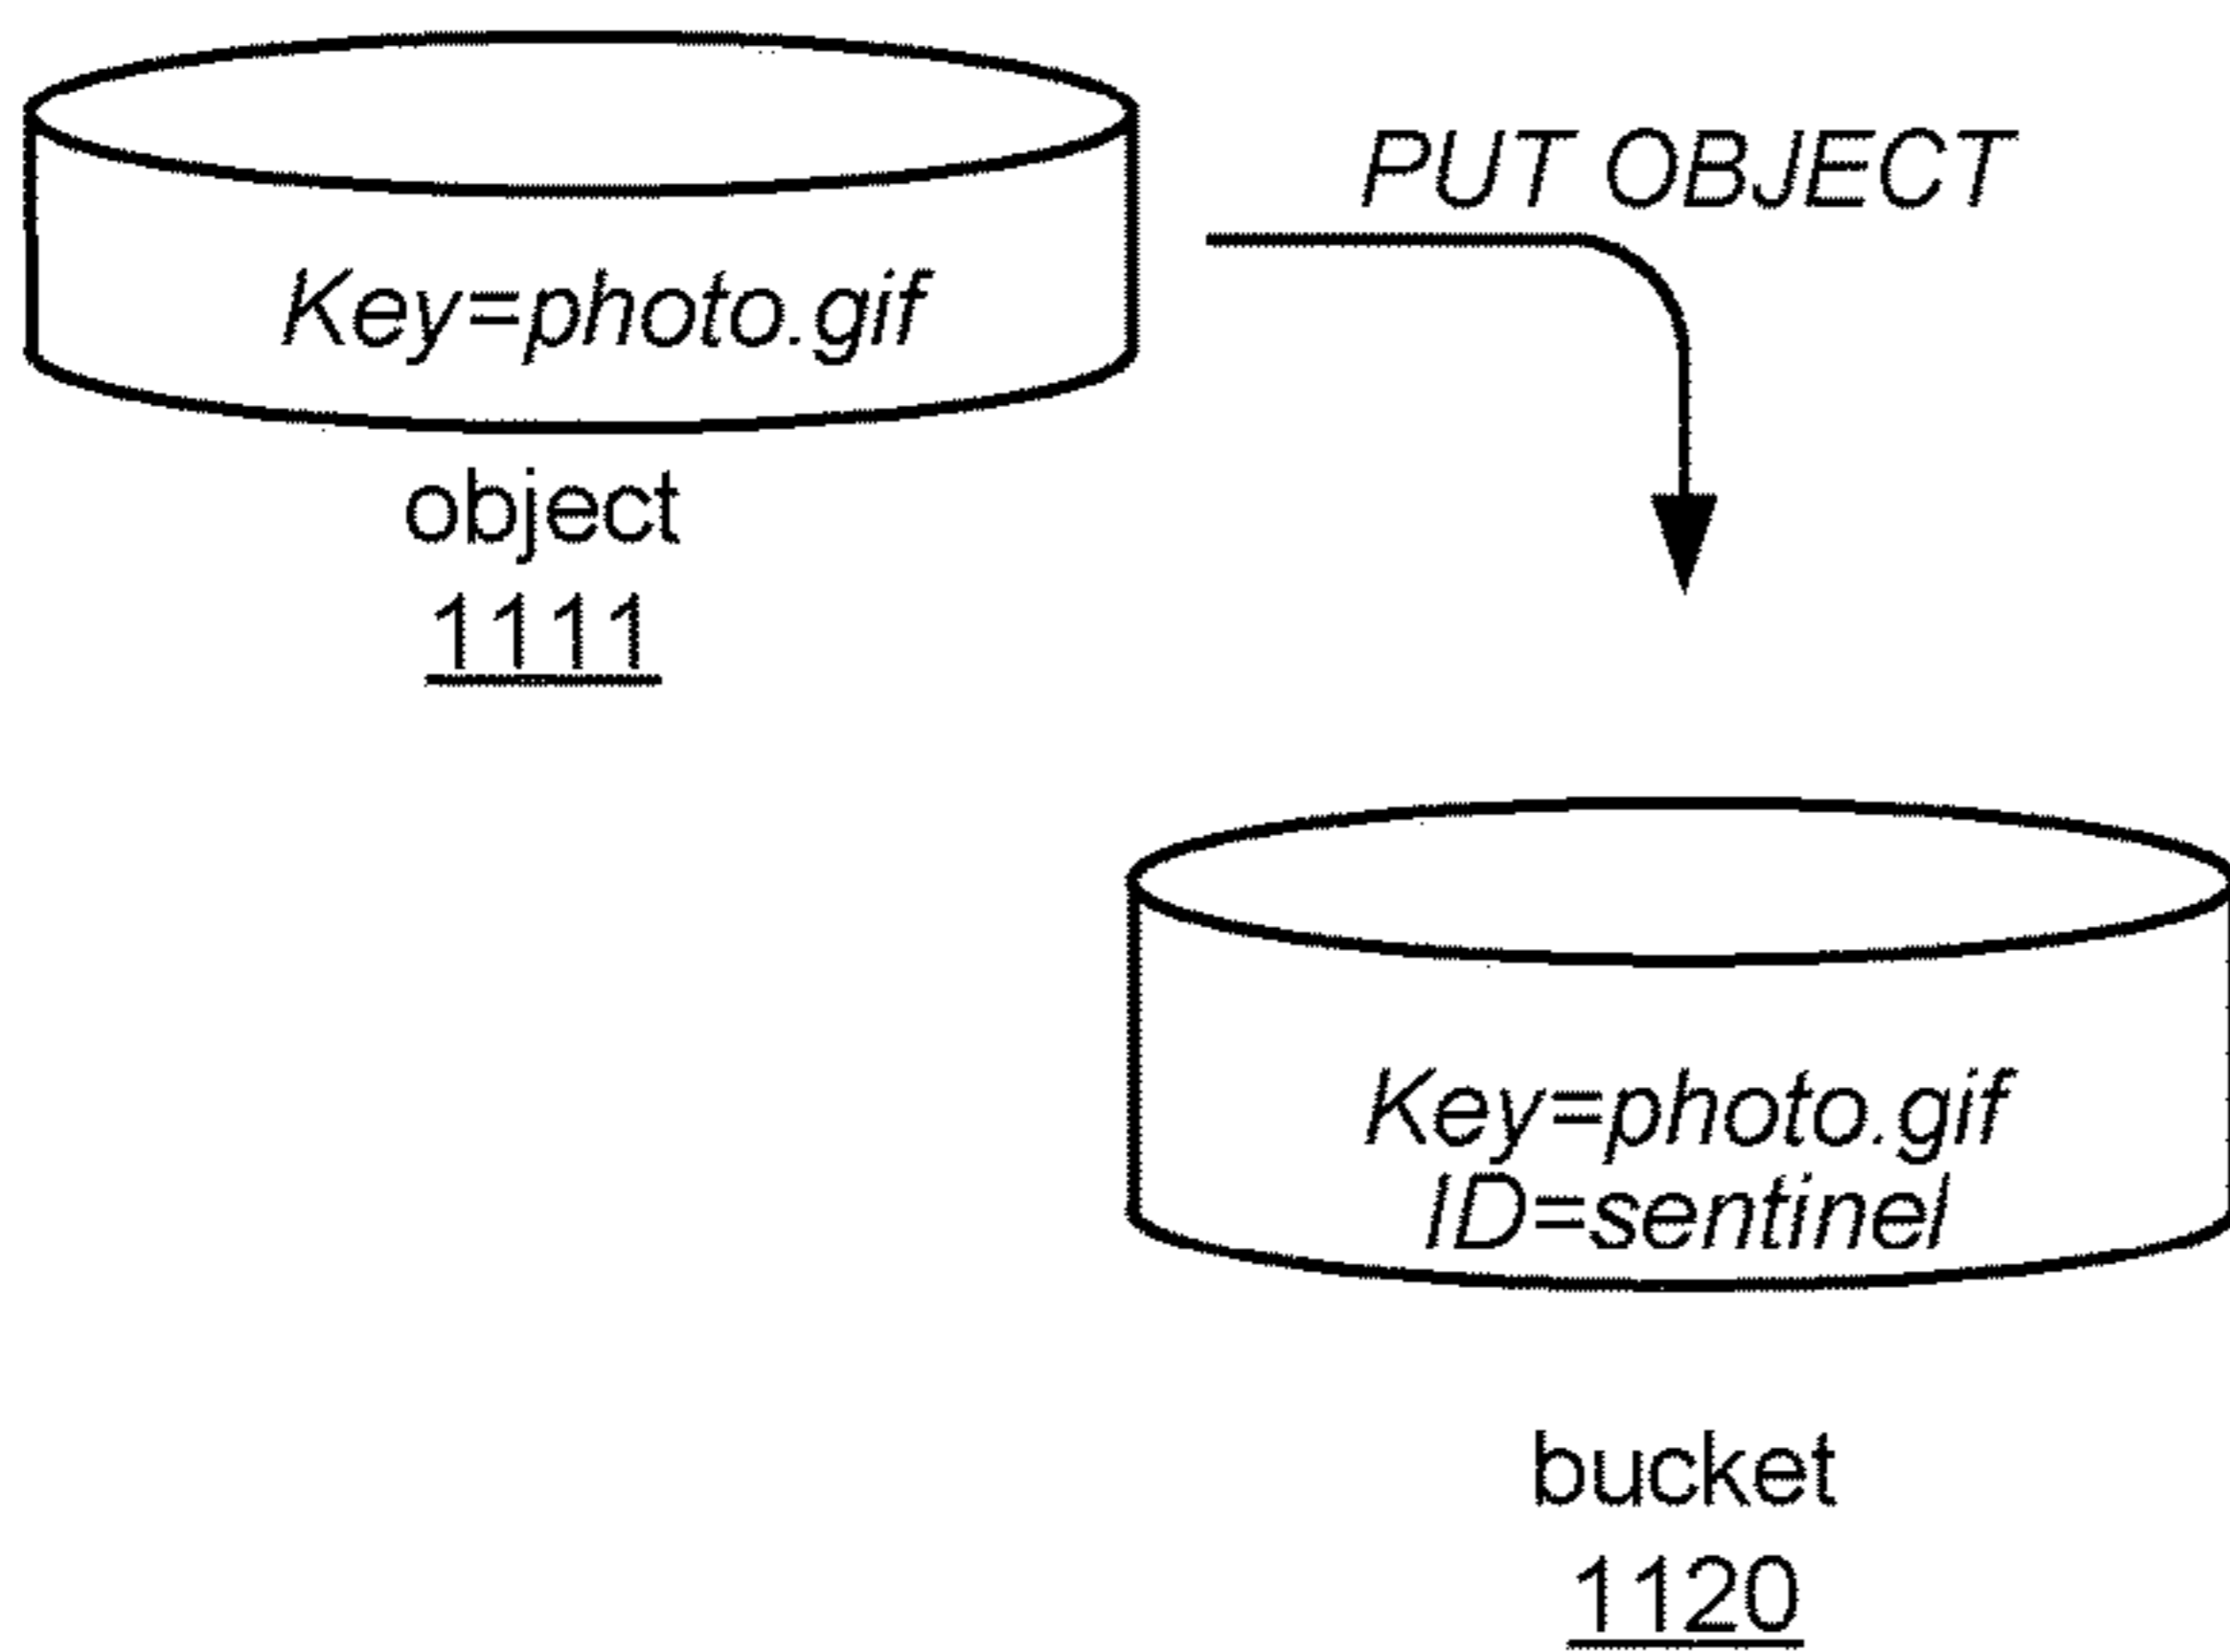 PUT OBJECT
Key=photo.gif
object
1111
Key=photo.gif
ID=sentinel
bucket
1120